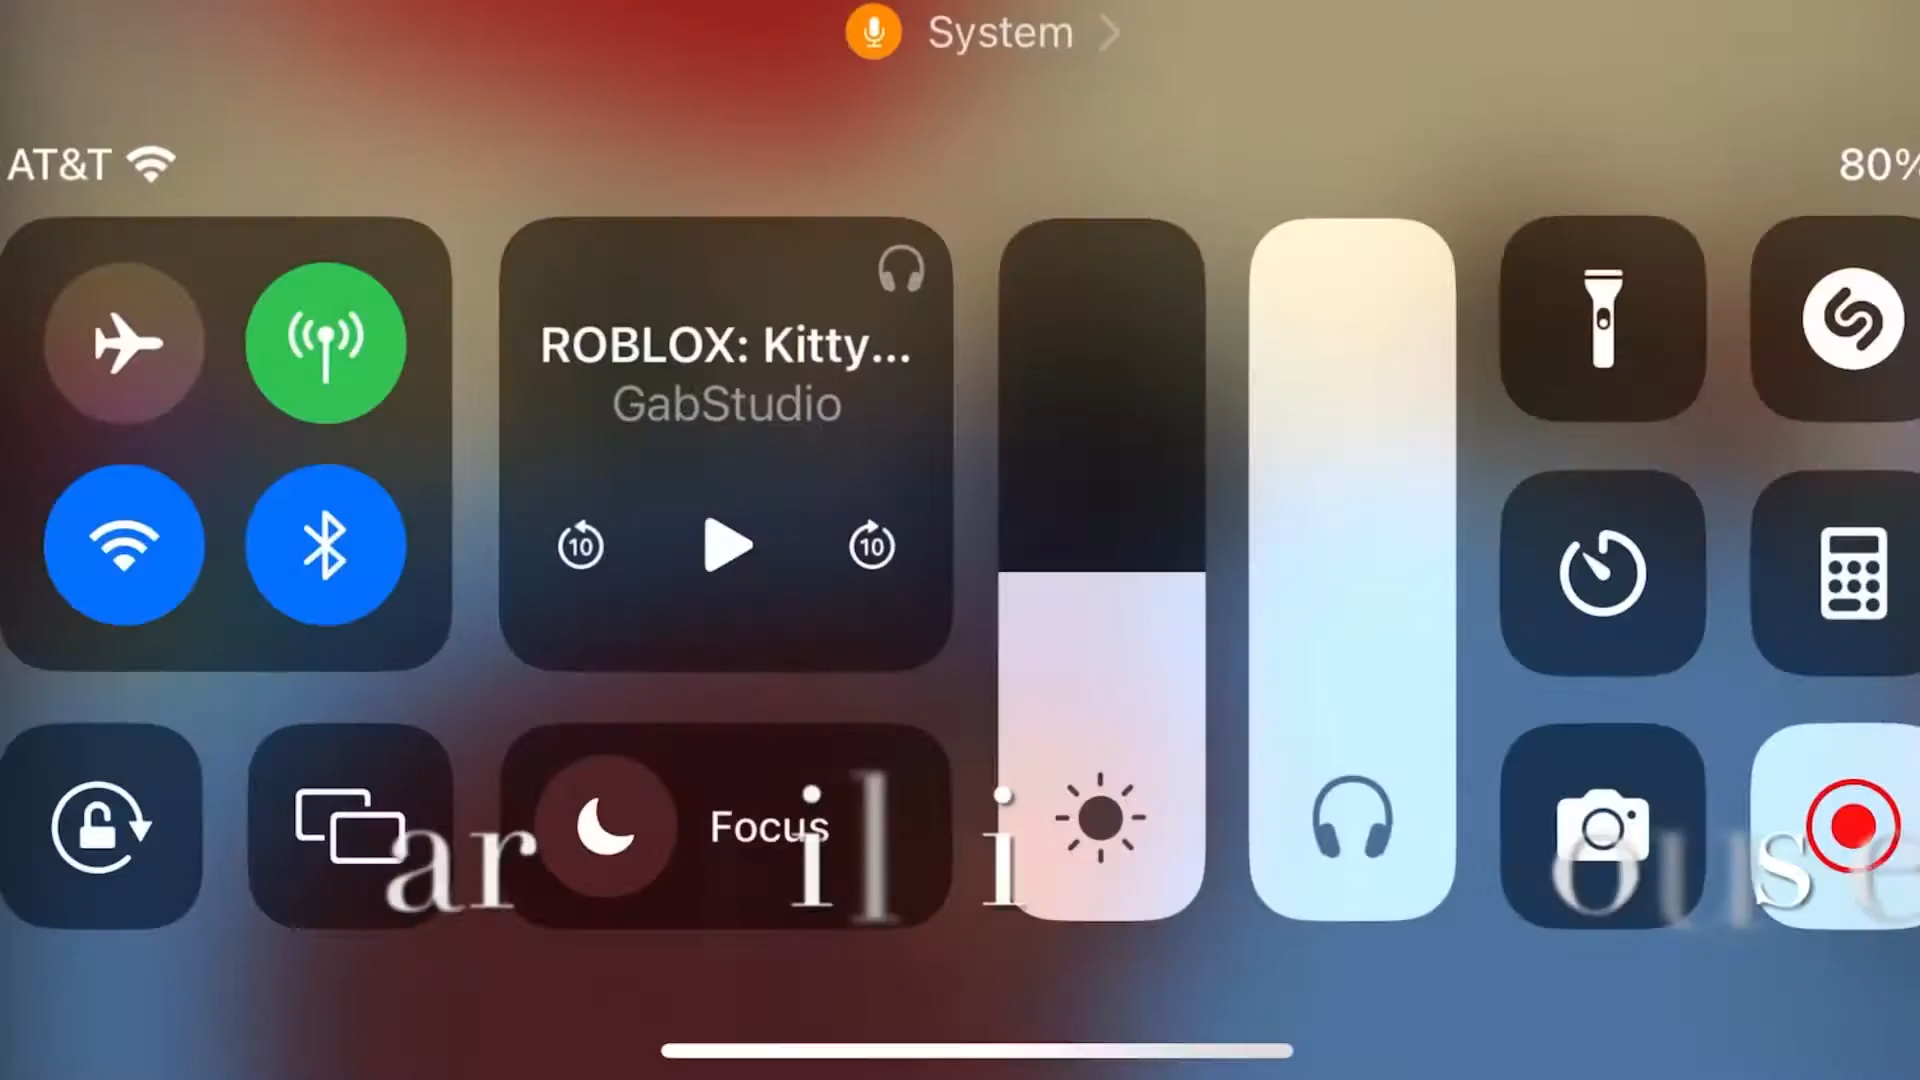 System
AT&T
80%
ROBLOX: Kitty...
GabStudio
10
10
Focus